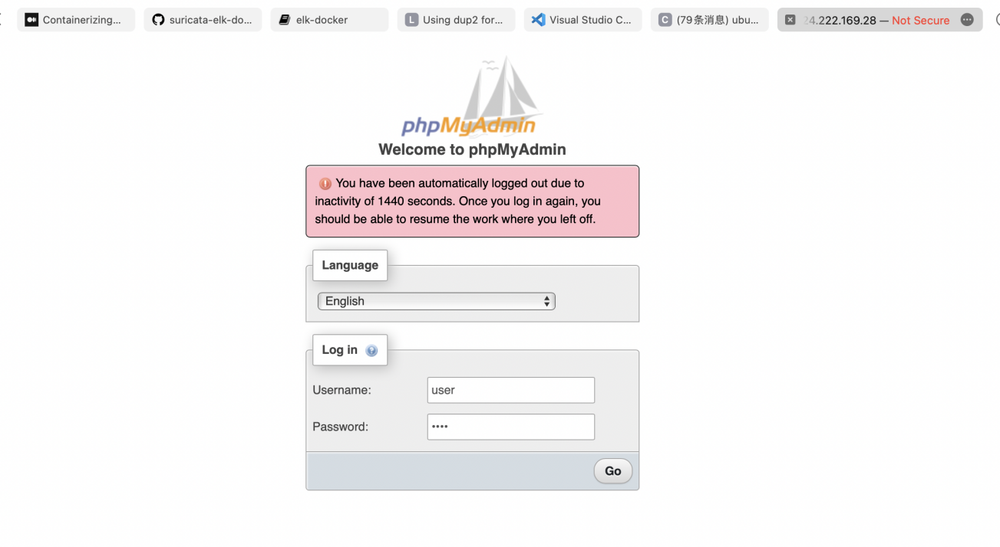 Containerizing...
suricata-elk-do...
elk-docker
L Using dup2 for...
Visual Studio C...
C (79条消息) ubu...
24.222.169.28 — Not Secure
phpMyAdmin
Welcome to phpMyAdmin
You have been automatically logged out due to
inactivity of 1440 seconds. Once you log in again, you
should be able to resume the work where you left off.
Language
English
Log in
Username:
user
Password:
••••
Go